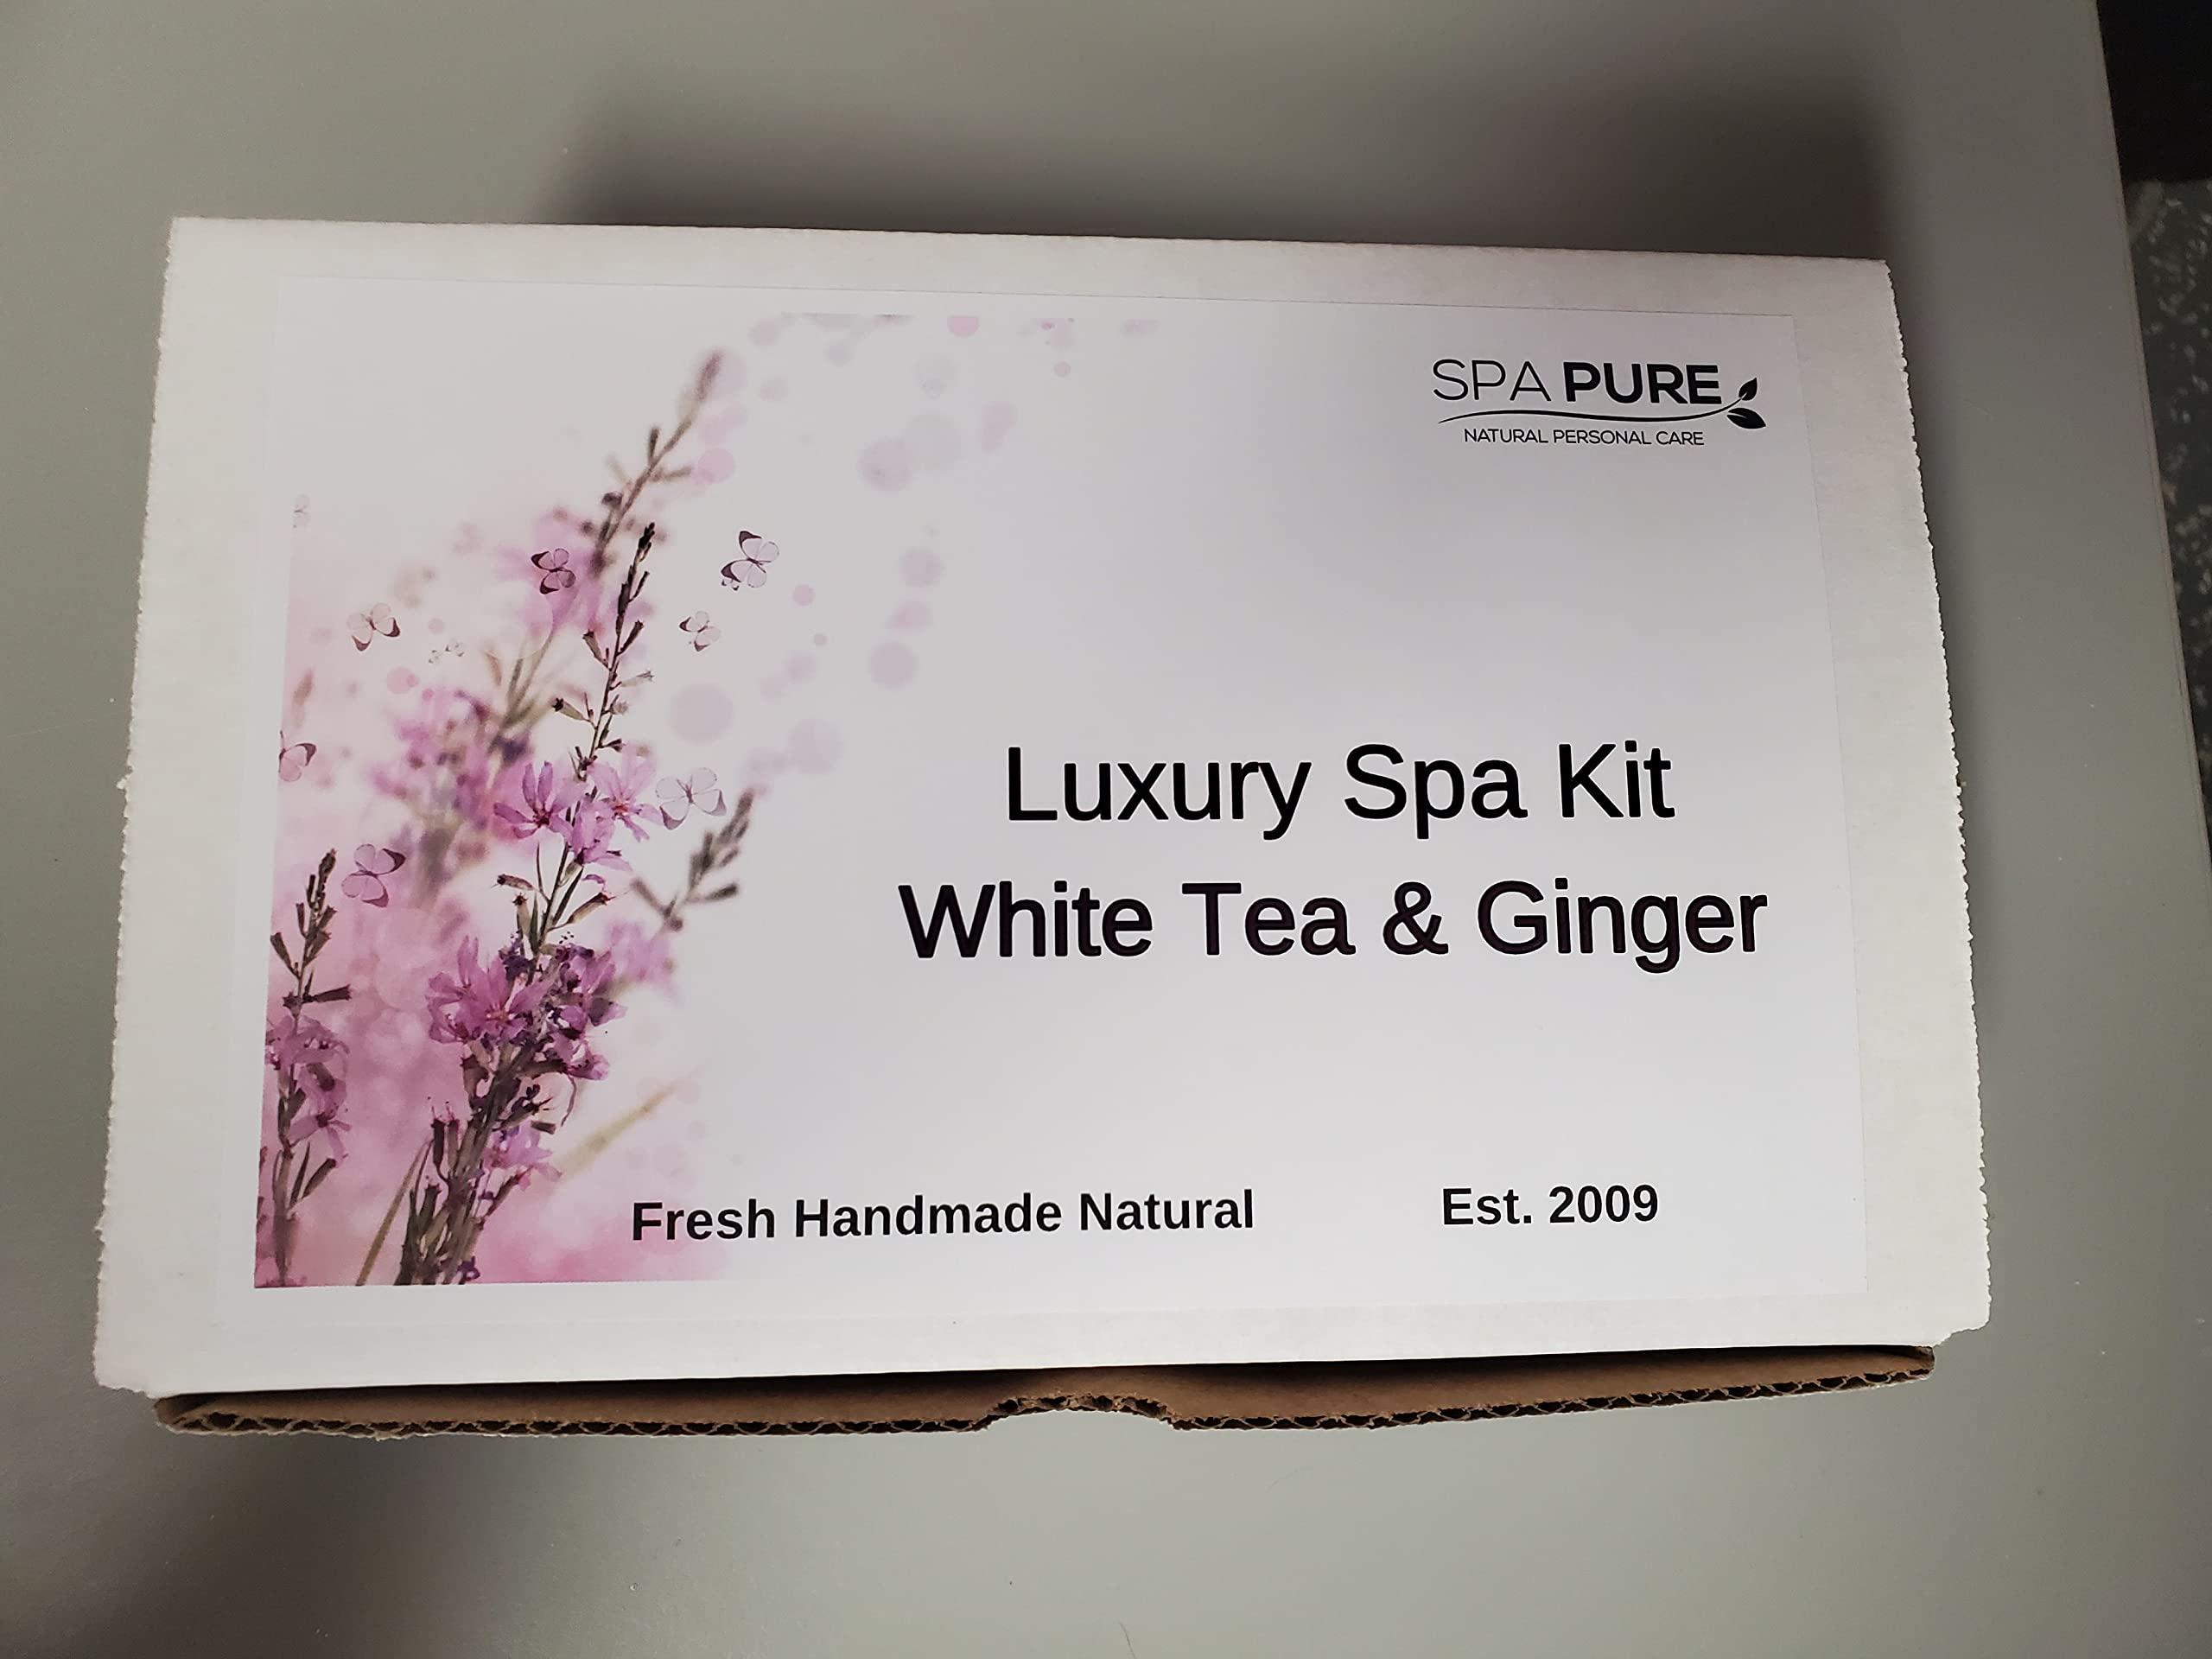 SPA PURE
NATURAL PERSONAL CARE
Luxury Spa Kit
White Tea & Ginger
Fresh Handmade Natural Est. 2009